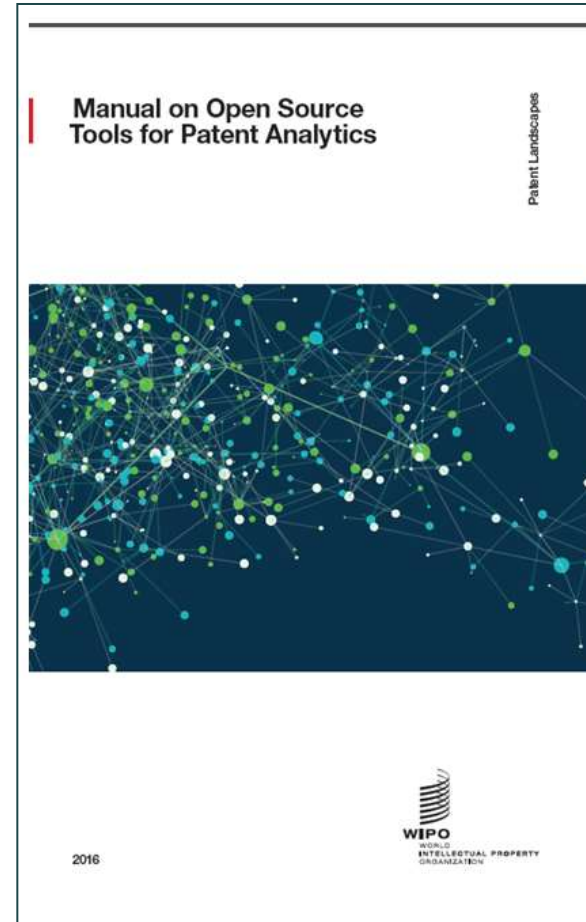 Manual on Open Source
Tools for Patent Analytics
Patent Landscapes
2016
WIPO
WORLD
INTELLECTUAL PROPERTY
ORGANIZATION